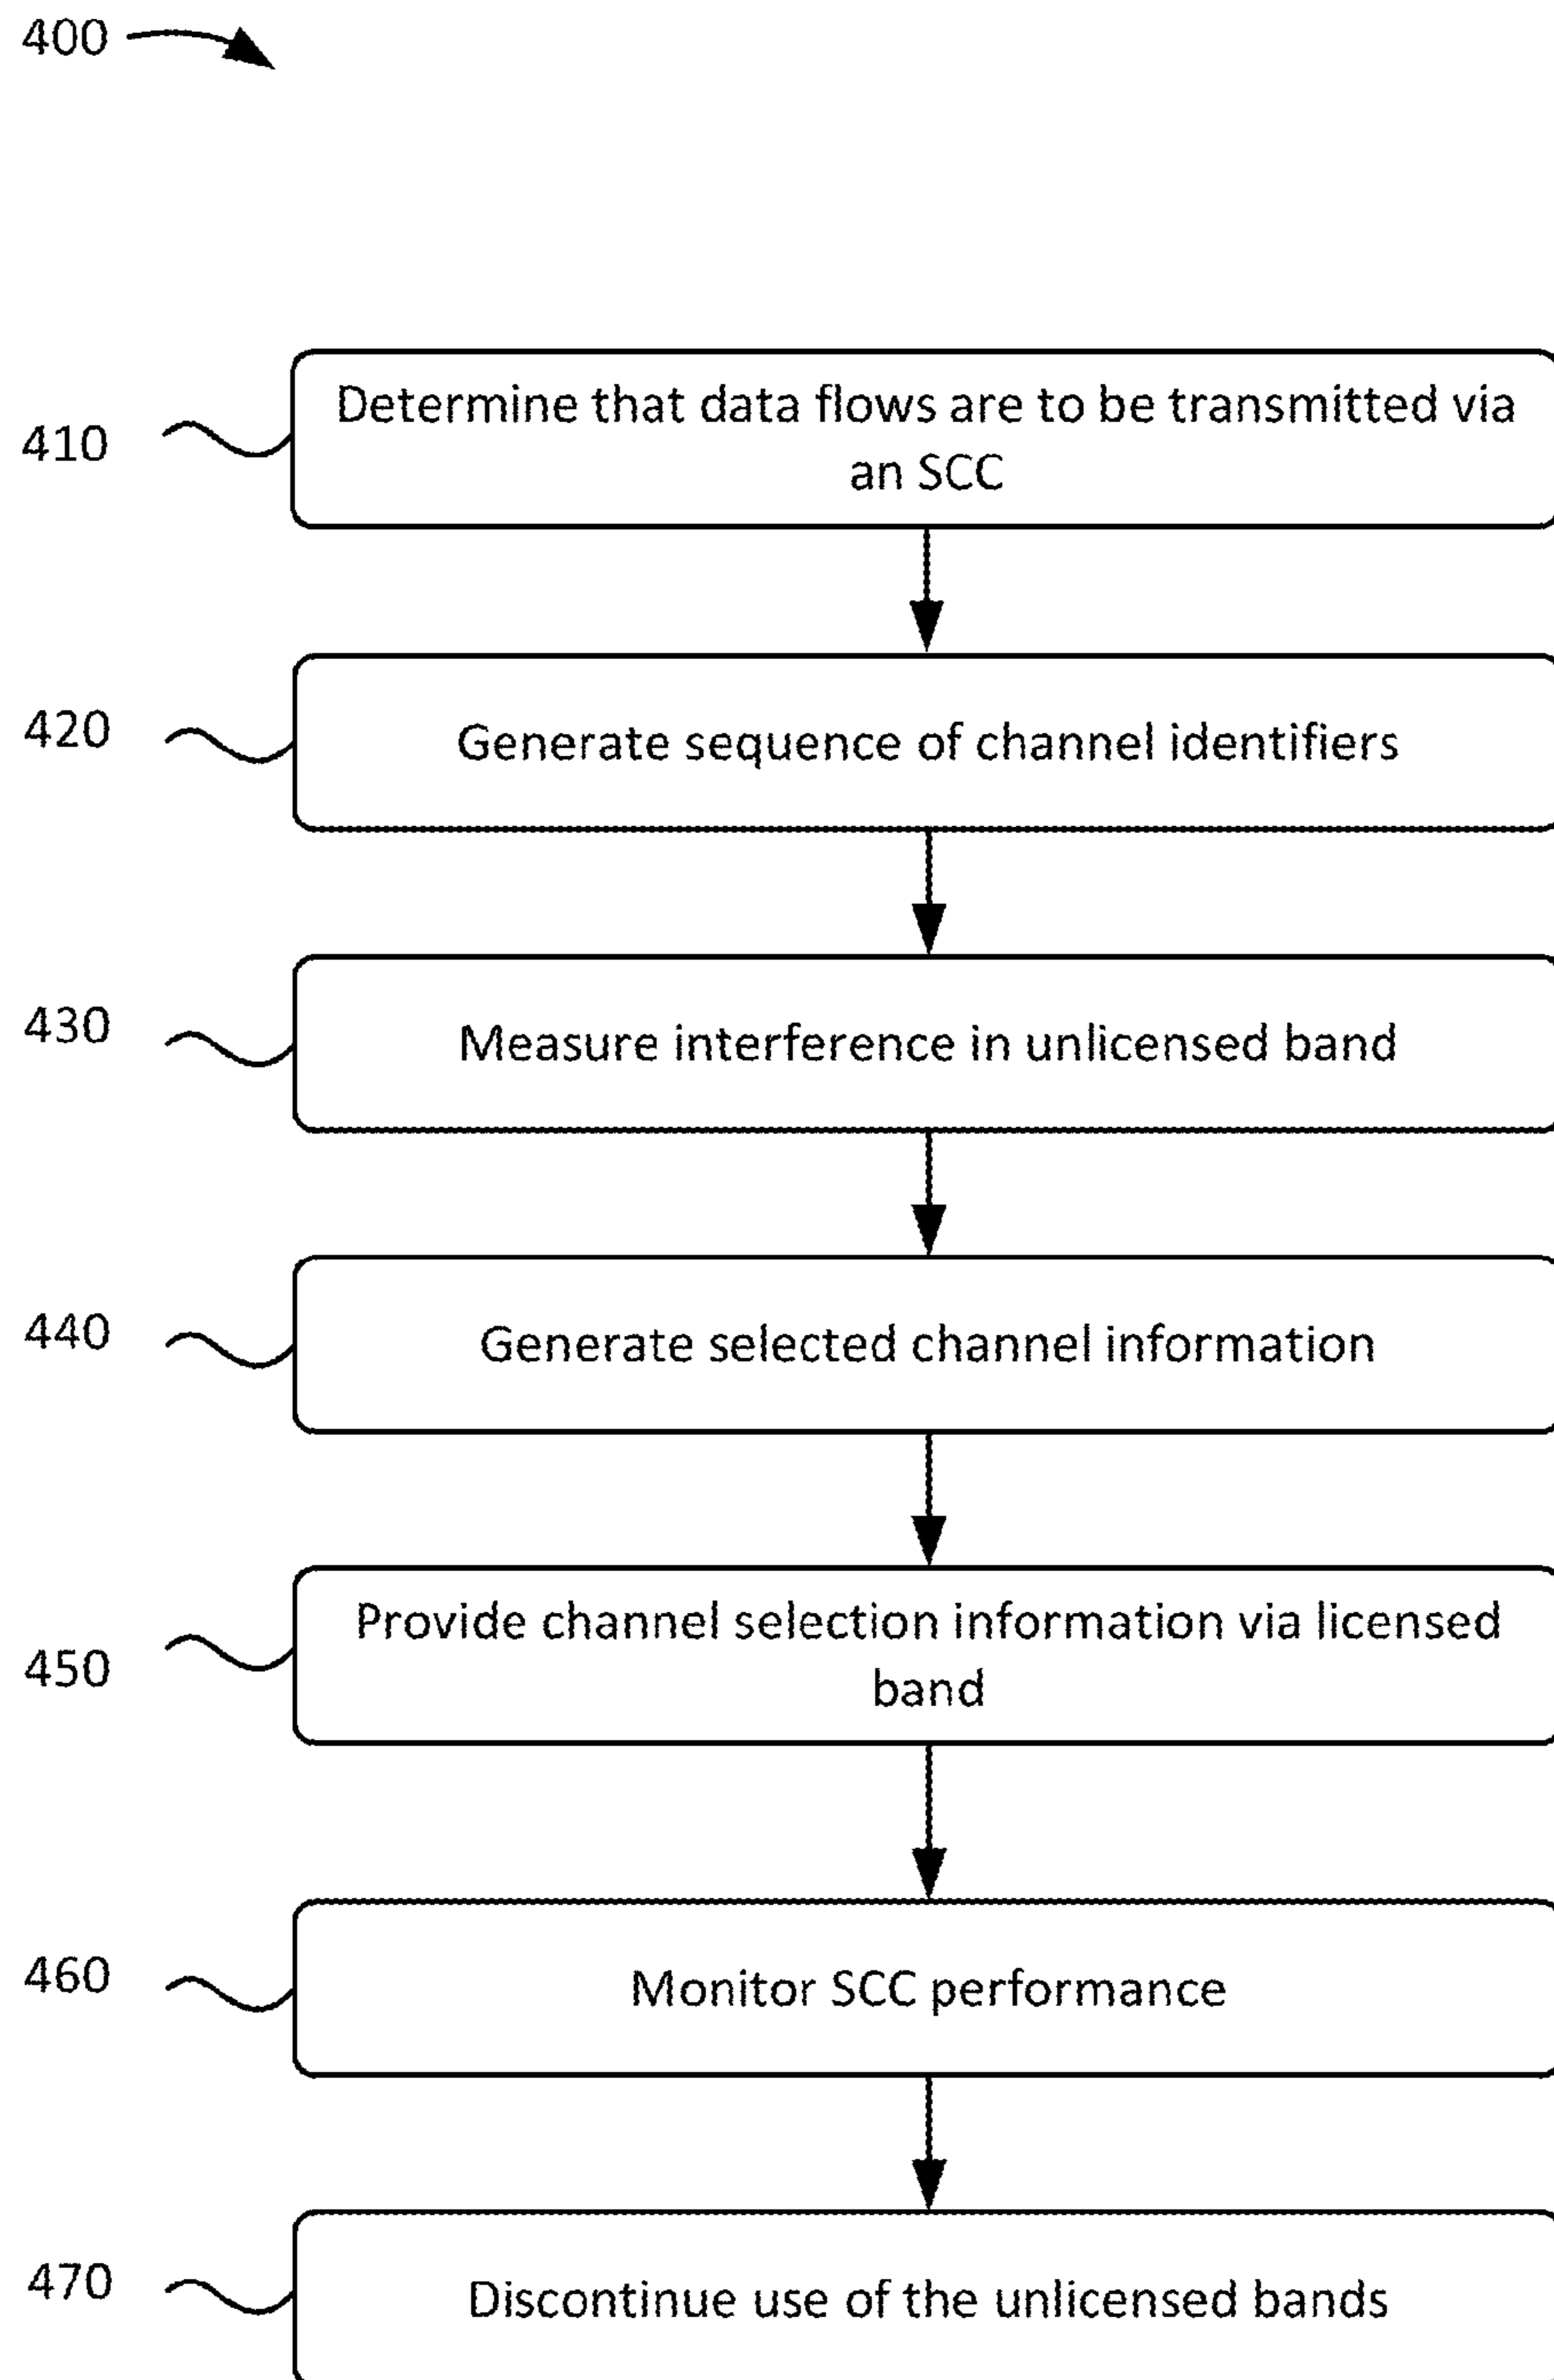 400
410
Determine that data flows are to be transmitted via
an SCC
420
Generate sequence of channel identifiers
430
Measure interference in unlicensed band
440
Generate selected channel information
450
Provide channel selection information via licensed
band
460
Monitor SCC performance
470
Discontinue use of the unlicensed bands